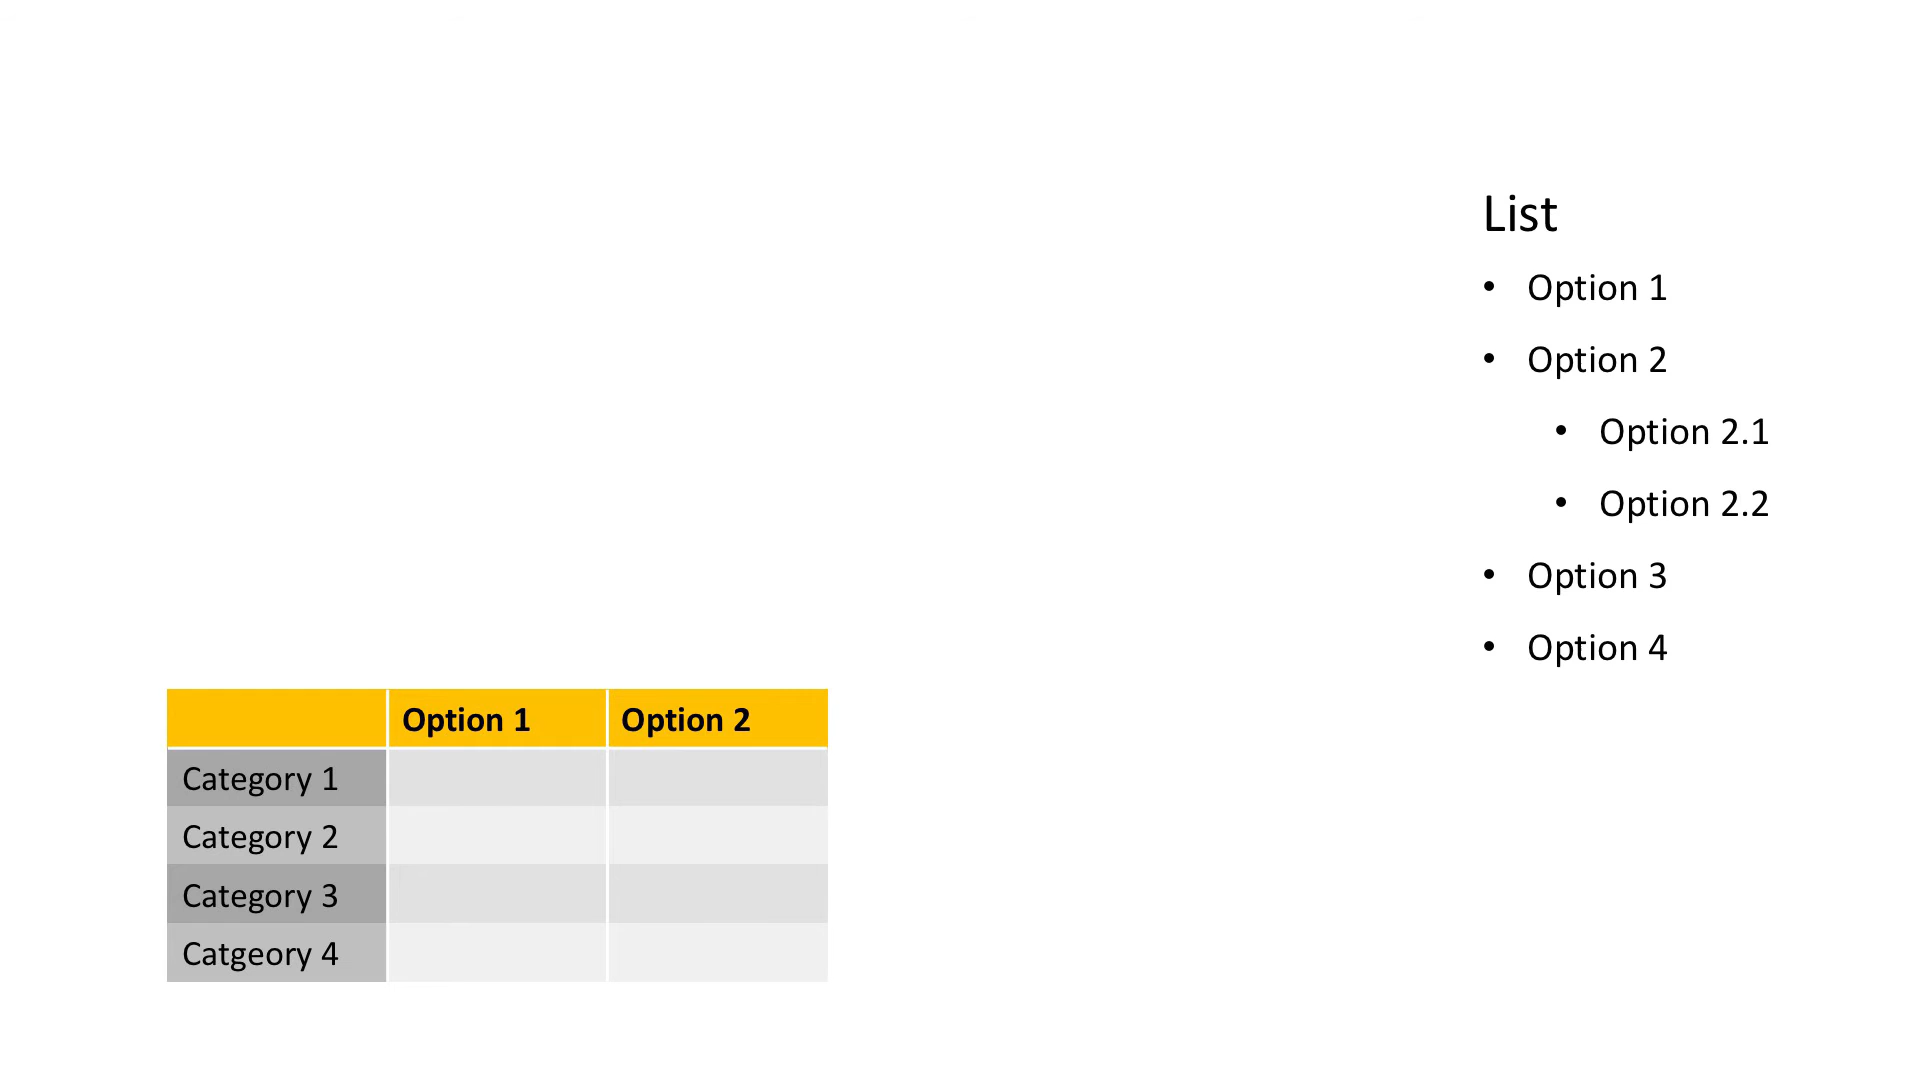 List
• Option 1
• Option 2
• Option 2.1
• Option 2.2
• Option 3
• Option 4
Option 1 Option 2
Category 1
Category 2
Category 3
Catgeory 4